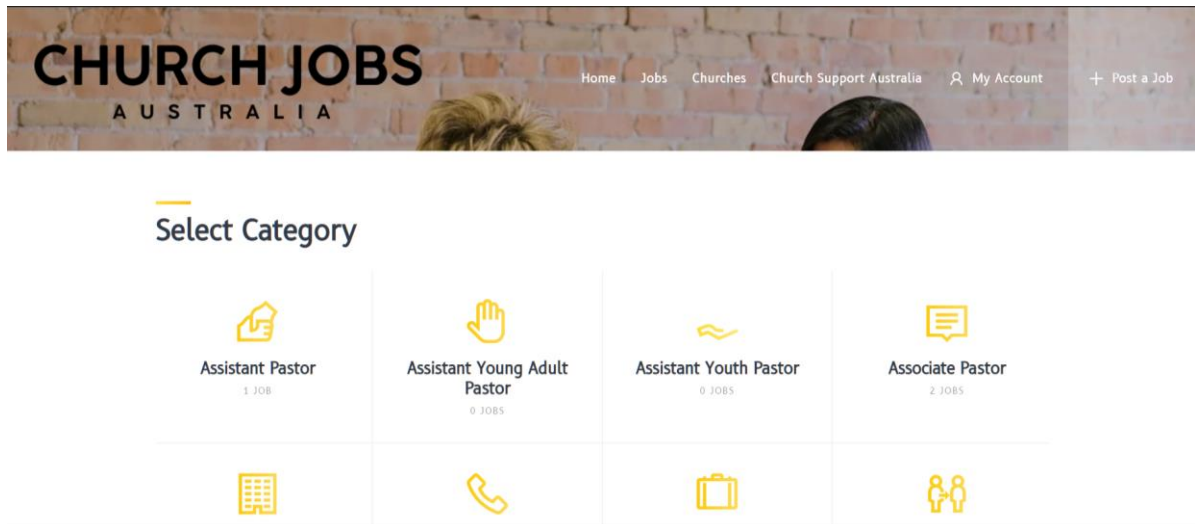 CHURCH JOBS
AUSTRALIA
Home Jobs Churches Church Support Australia My Account + Post a Job
Select Category
Assistant Pastor
1 JOB
Assistant Young Adult
Pastor
0 JOBS
Assistant Youth Pastor
0 JOBS
Associate Pastor
2 JOBS